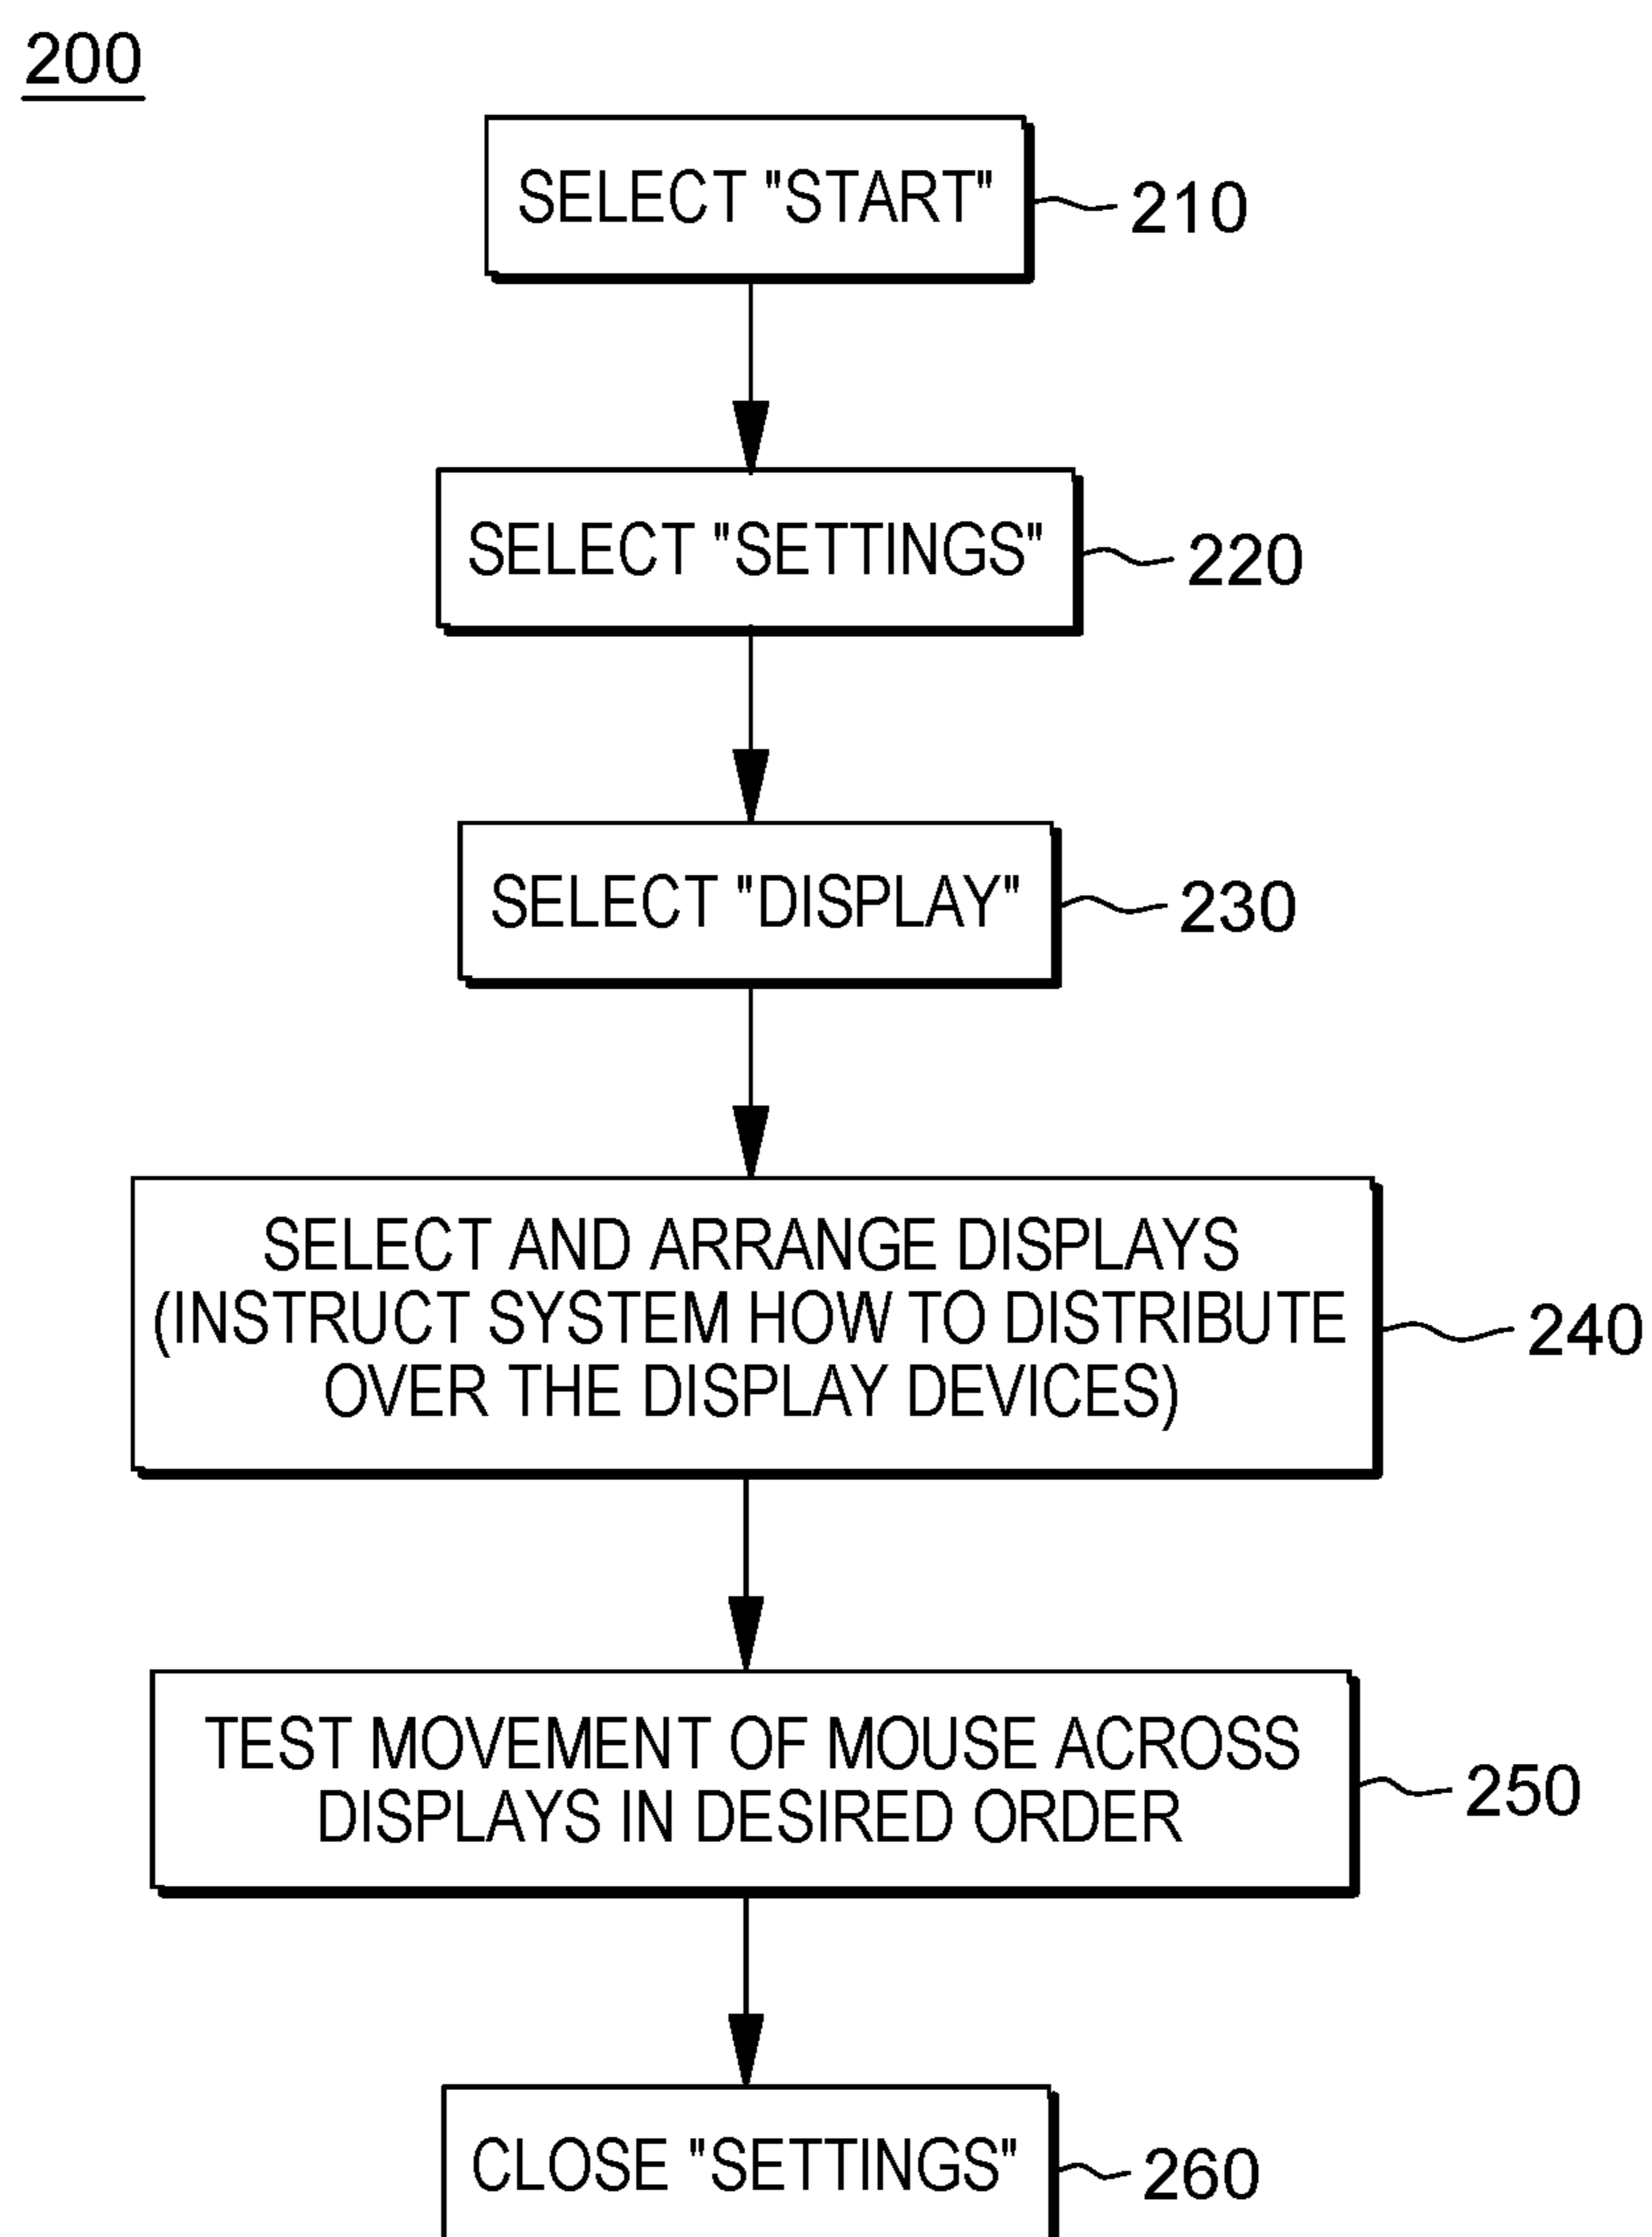 200
SELECT "START"
210
SELECT "SETTINGS"
220
SELECT "DISPLAY"
230
SELECT AND ARRANGE DISPLAYS
(INSTRUCT SYSTEM HOW TO DISTRIBUTE
OVER THE DISPLAY DEVICES)
240
TEST MOVEMENT OF MOUSE ACROSS
DISPLAYS IN DESIRED ORDER
250
CLOSE "SETTINGS"
260